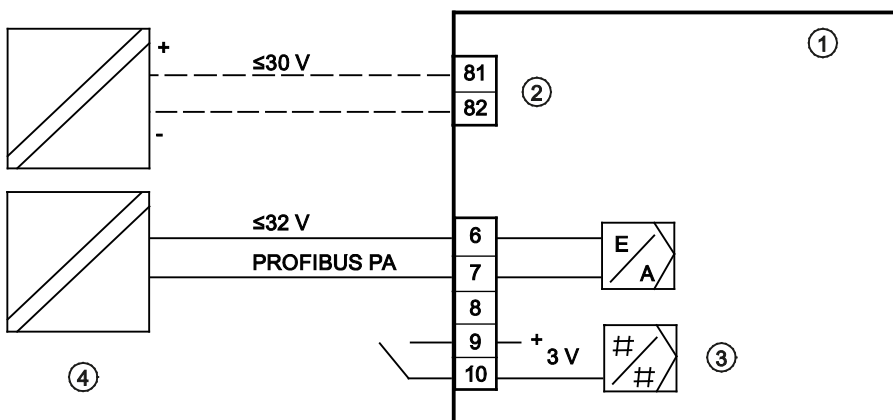 +
≤30 V
81
①
②
82
-
≤32 V
6
E
A
PROFIBUS PA
7
8
9
+
3 V
#
#
③
10
④